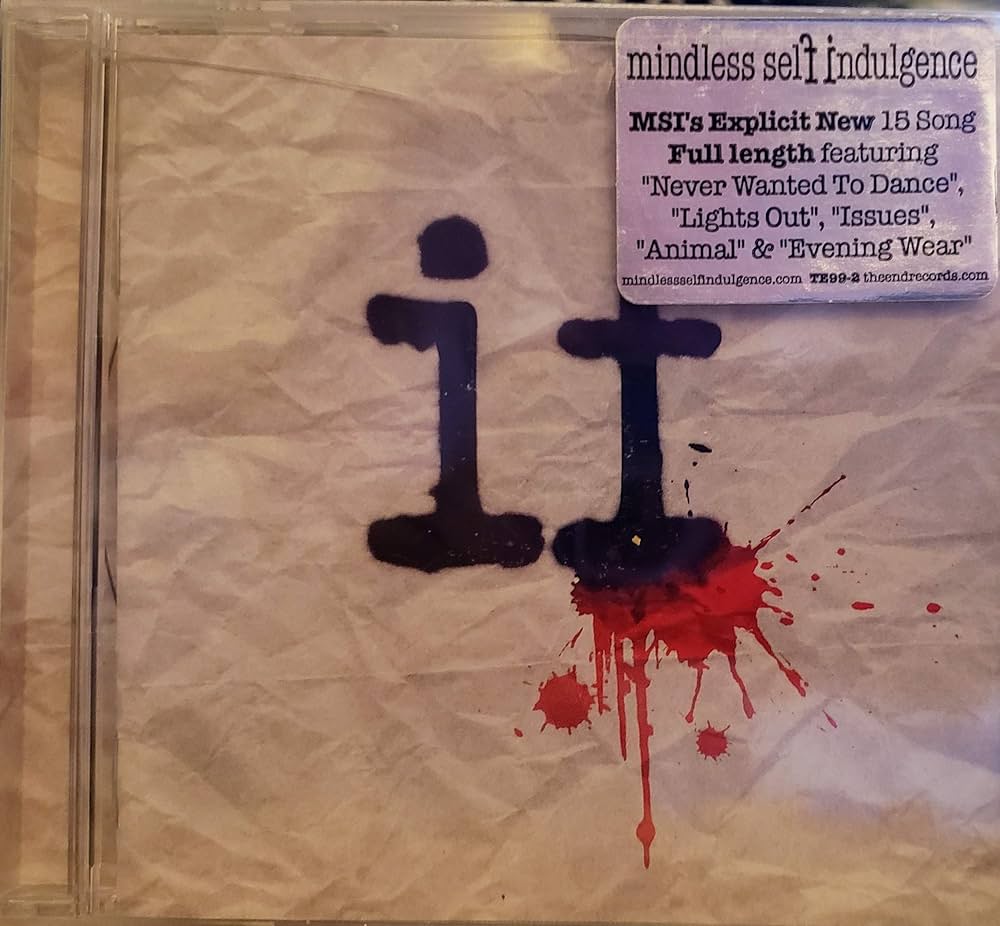 mindless self indulgence
MSI's Explicit New 15 Song
Full length featuring
"Never Wanted To Dance",
"Lights Out", "Issues",
"Animal" & "Evening Wear"
mindlessselfindulgence.com TE99-2 theendrecords.com
if